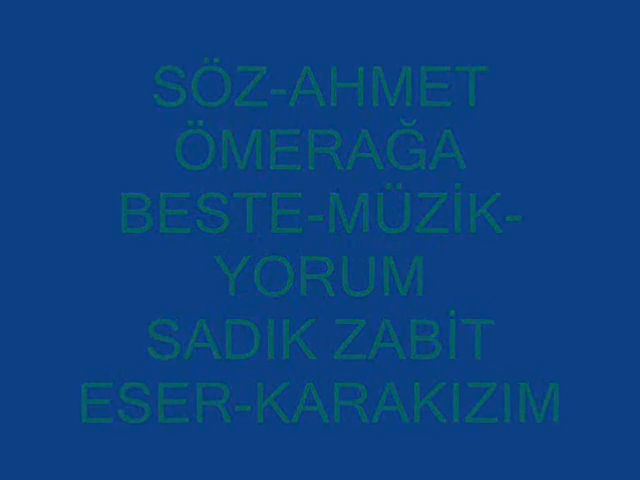 SÖZ-AHMET
ÖMERAĞA
BESTE-MÜZİK-
YORUM
SADIK ZABİT
ESER-KARAKIZIM